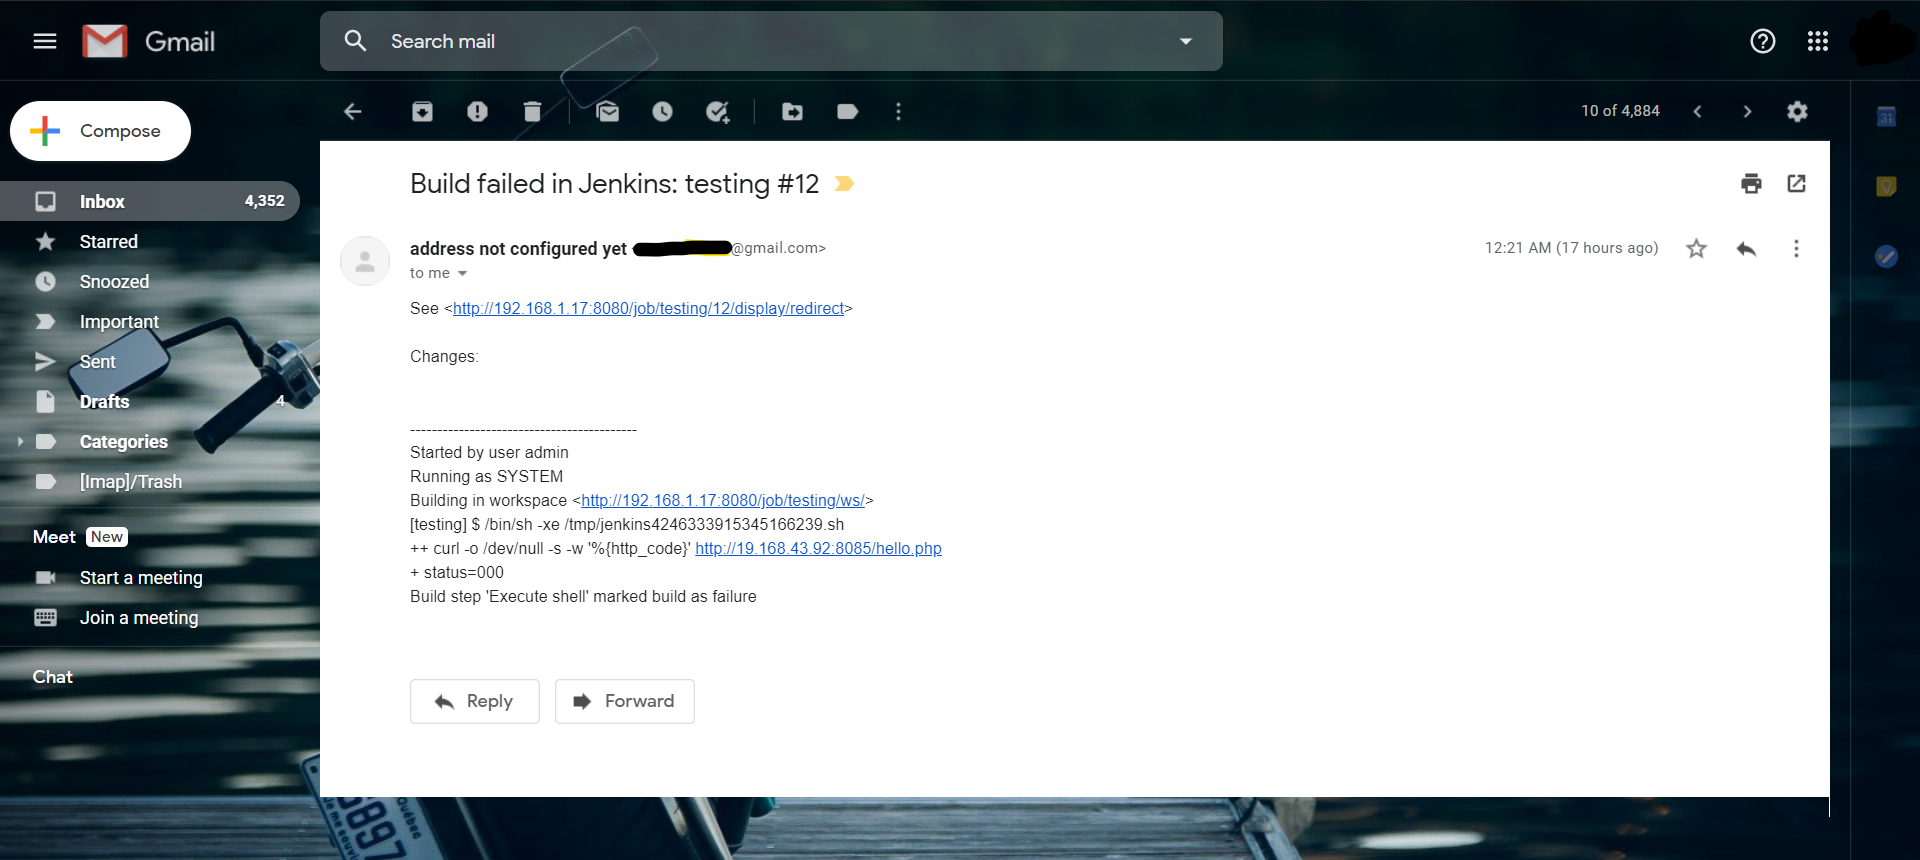 Gmail
Search mail
Compose
10 of 4,884
31
Inbox 4,352
Starred
Snoozed
Important
Sent
Drafts 4
Categories
[Imap]/Trash
Meet New
Start a meeting
Join a meeting
Chat
Build failed in Jenkins: testing #12
address not configured yet @gmail.com>
12:21 AM (17 hours ago)
to me
See <http://192.168.1.17:8080/job/testing/12/display/redirect>
Changes:
------------------------------------------
Started by user admin
Running as SYSTEM
Building in workspace <http://192.168.1.17:8080/job/testing/ws/>
[testing] $ /bin/sh -xe /tmp/jenkins4246333915345166239.sh
++ curl -o /dev/null -s -w '%{http_code}' http://19.168.43.92:8085/hello.php
+ status=000
Build step 'Execute shell' marked build as failure
Reply
Forward
Québec
Je me souviens